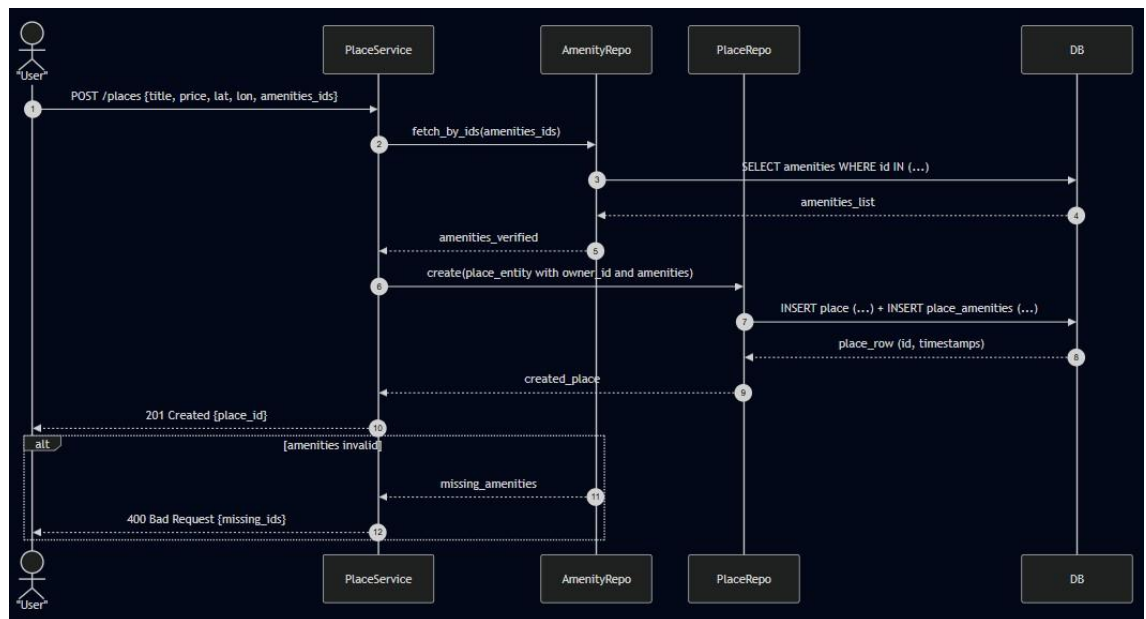 PlaceService
AmenityRepo
PlaceRepo
DB
"User"
POST /places {title, price, lat, lon, amenities_ids}
1
fetch_by_ids(amenities_ids)
2
SELECT amenities WHERE id IN (...)
3
amenities_list
4
amenities_verified
5
create(place_entity with owner_id and amenities)
6
INSERT place (...) + INSERT place_amenities (...)
7
place_row (id, timestamps)
8
created_place
9
201 Created {place_id}
10
alt
[amenities invalid]
missing_amenities
11
400 Bad Request {missing_ids}
12
PlaceService
AmenityRepo
PlaceRepo
DB
"User"